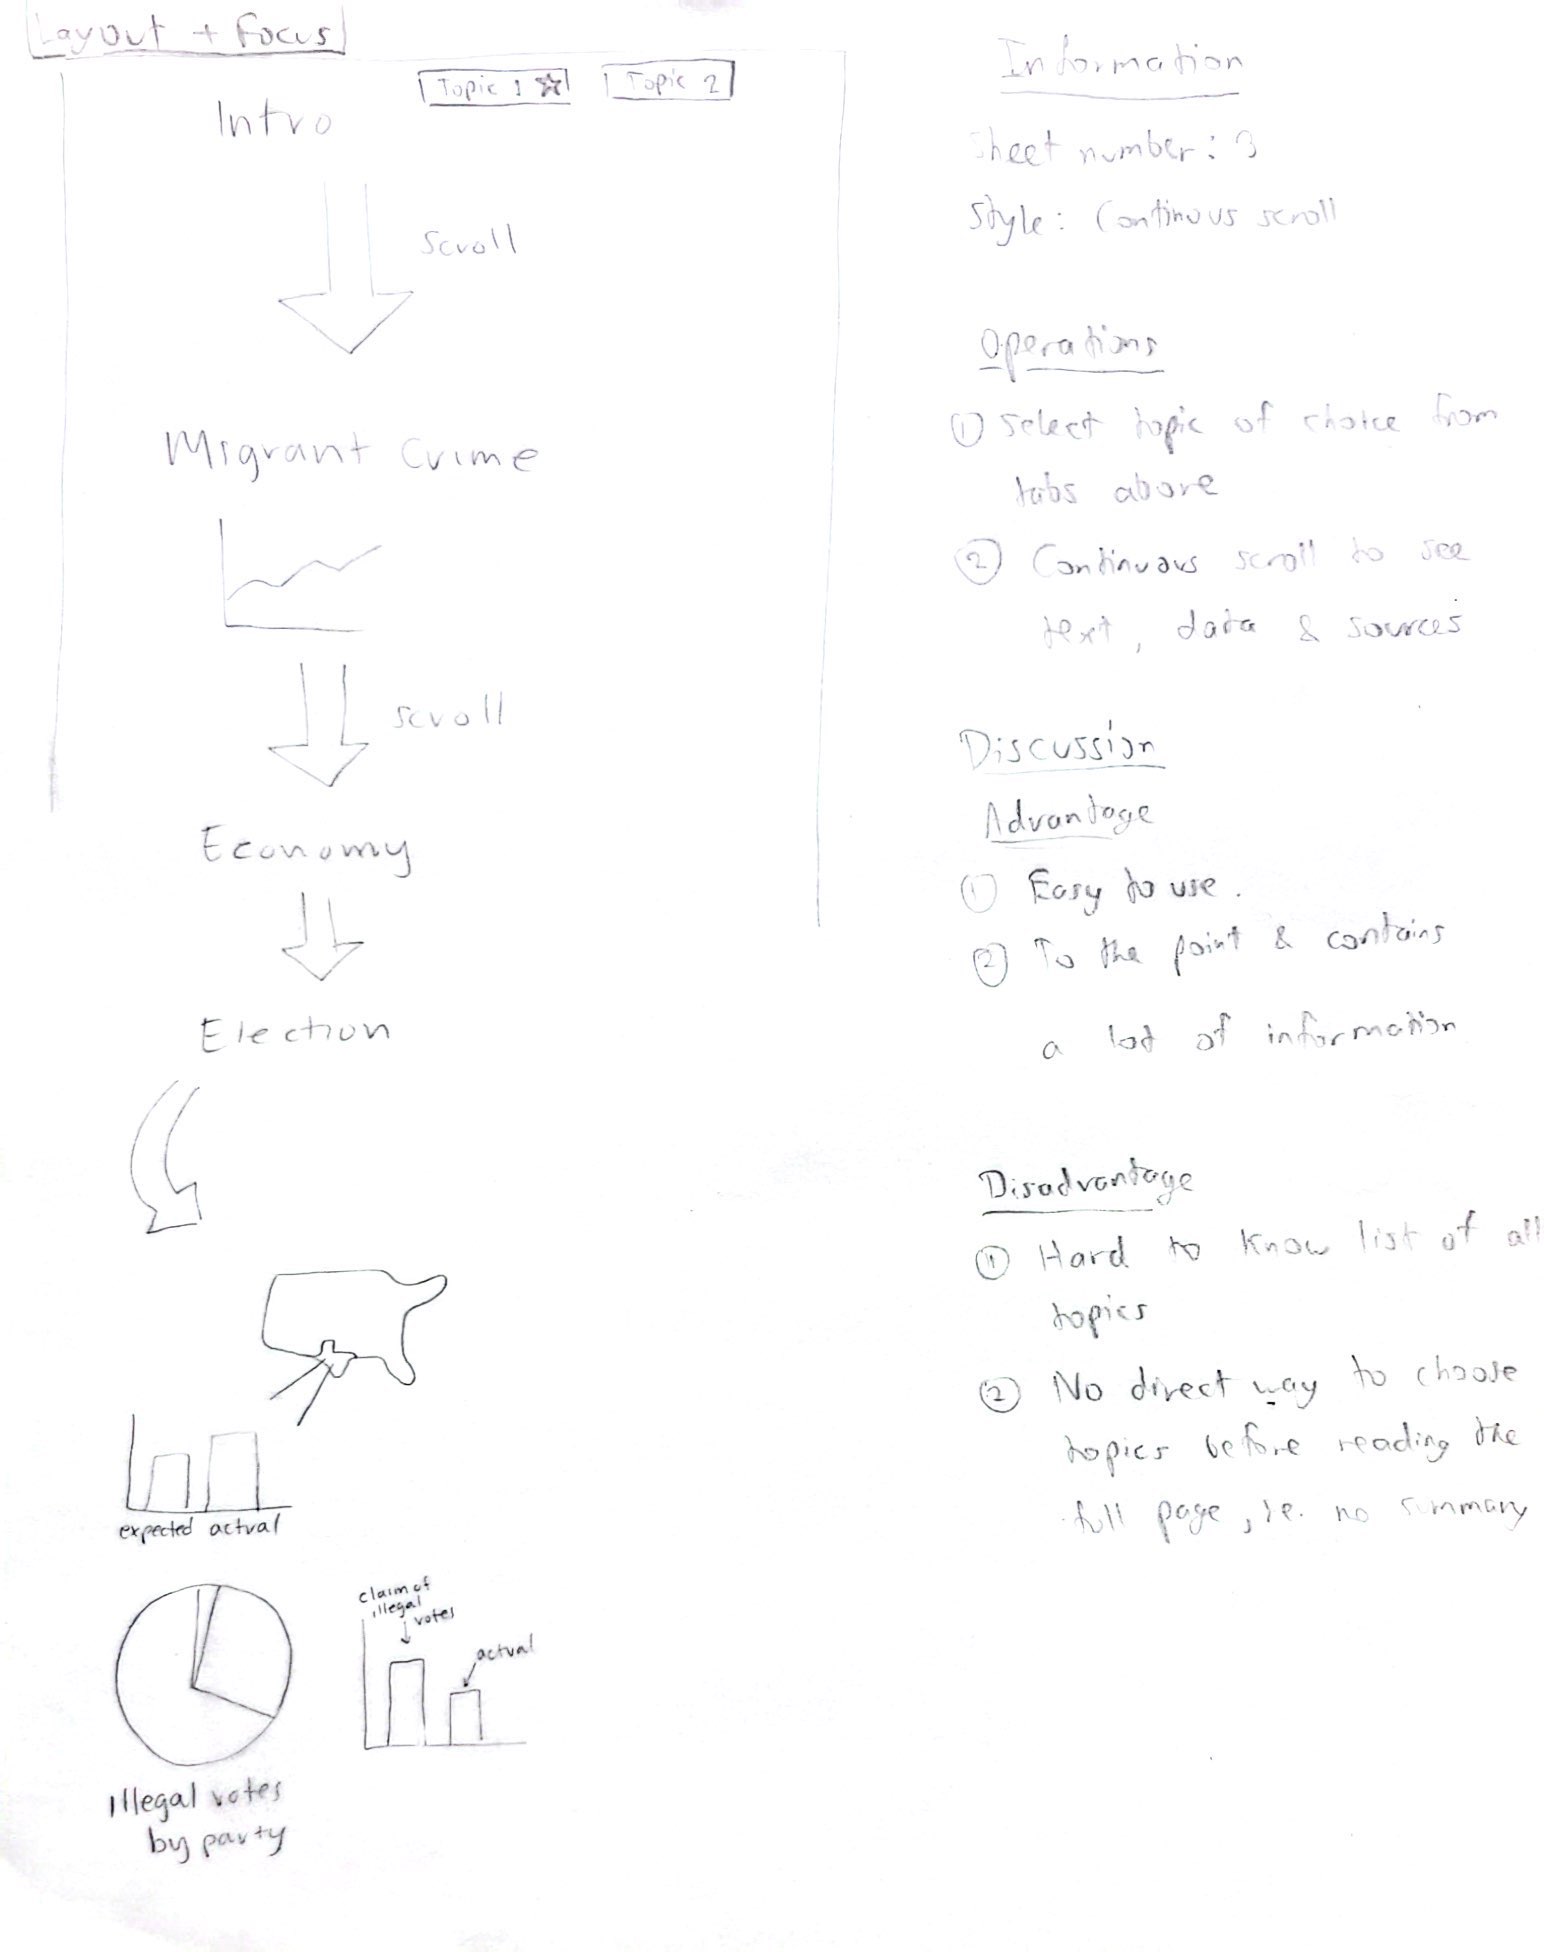 Layout + Focus
Topic 1 ☆
Topic 2
Intro
scroll
Migrant Crime
scroll
Economy
Election
expected actual
claim of
illegal
votes
actual
Illegal votes
by party
Information
Sheet number: 3
Style: Continous scroll
Operations
① Select topic of choice from
tabs above
② Continuous scroll to see
text, data & sources
Discussion
Advantage
① Easy to use.
② To the point & contains
a lot of information
Disadvantage
① Hard to know list of all
topics
② No direct way to choose
topics before reading the
full page, i.e. no summary